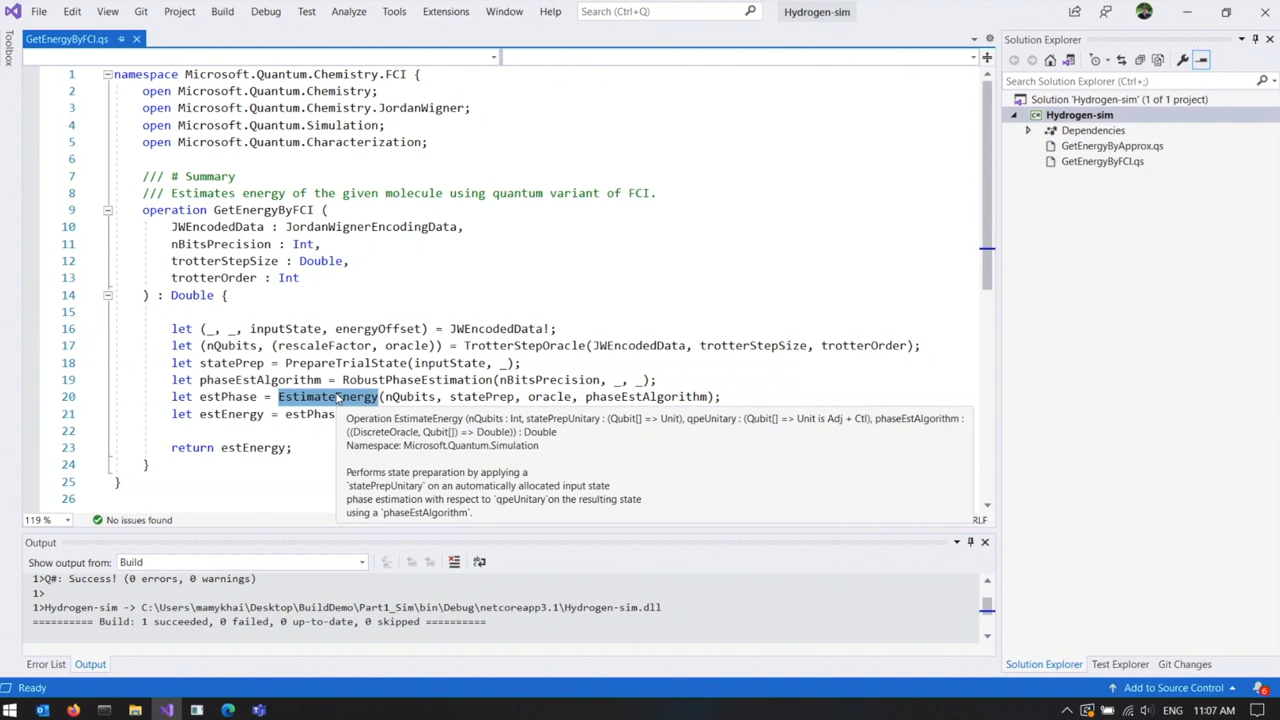 File Edit View Git Project Build Debug Test Analyze Tools Extensions Window Help Search (Ctrl+Q) Hydrogen-sim
Toolbox
GetEnergyByFCI.qs
1 namespace Microsoft.Quantum.Chemistry.FCI {
2 open Microsoft.Quantum.Chemistry;
3 open Microsoft.Quantum.Chemistry.JordanWigner;
4 open Microsoft.Quantum.Simulation;
5 open Microsoft.Quantum.Characterization;
6
7 /// # Summary
8 /// Estimates energy of the given molecule using quantum variant of FCI.
9 operation GetEnergyByFCI (
10 JWEncodedData : JordanWignerEncodingData,
11 nBitsPrecision : Int,
12 trotterStepSize : Double,
13 trotterOrder : Int
14 ) : Double {
15
16 let (_, _, inputState, energyOffset) = JWEncodedData!;
17 let (nQubits, (rescaleFactor, oracle)) = TrotterStepOracle(JWEncodedData, trotterStepSize, trotterOrder);
18 let statePrep = PrepareTrialState(inputState, _);
19 let phaseEstAlgorithm = RobustPhaseEstimation(nBitsPrecision, _, _);
20 let estPhase = EstimateEnergy(nQubits, statePrep, oracle, phaseEstAlgorithm);
21 let estEnergy = estPhas
22
23 return estEnergy;
24 }
25 }
26
Operation EstimateEnergy (nQubits : Int, statePrepUnitary : (Qubit[] => Unit), qpeUnitary : (Qubit[] => Unit is Adj + Ctl), phaseEstAlgorithm :
((DiscreteOracle, Qubit[]) => Double)) : Double
Namespace: Microsoft.Quantum.Simulation
Performs state preparation by applying a
`statePrepUnitary` on an automatically allocated input state
phase estimation with respect to `qpeUnitary`on the resulting state
using a `phaseEstAlgorithm`.
119 % No issues found RLF
Output
Show output from: Build
1>Q#: Success! (0 errors, 0 warnings)
1>
1>Hydrogen-sim -> C:\Users\mamykhai\Desktop\BuildDemo\Part1_Sim\bin\Debug\netcoreapp3.1\Hydrogen-sim.dll
========== Build: 1 succeeded, 0 failed, 0 up-to-date, 0 skipped ==========
Error List Output
Solution Explorer
Search Solution Explorer (Ctrl+;)
Solution 'Hydrogen-sim' (1 of 1 project)
C# Hydrogen-sim
Dependencies
GetEnergyByApprox.qs
GetEnergyByFCI.qs
Solution Explorer Test Explorer Git Changes
Ready Add to Source Control 6
ENG 11:07 AM